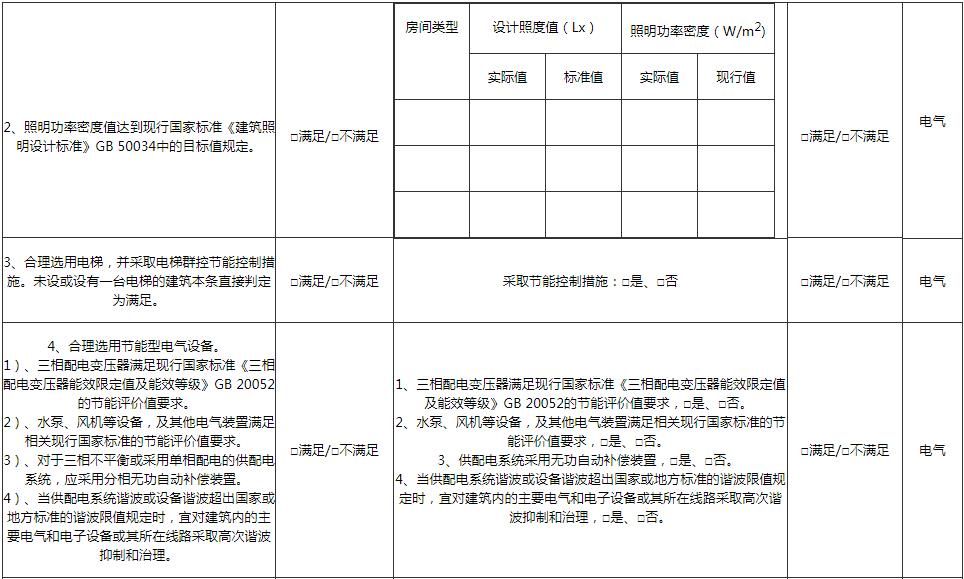 房间类型
设计照度值（Lx）
照明功率密度（W/m2)
实际值
标准值
实际值
现行值
2、照明功率密度值达到现行国家标准《建筑照
明设计标准》GB 50034中的目标值规定。
□满足/□不满足
□满足/□不满足
电气
3、合理选用电梯，并采取电梯群控节能控制措
施。未设或设有一台电梯的建筑本条直接判定
为满足。
□满足/□不满足
采取节能控制措施：□是、□否
□满足/□不满足
电气
4、合理选用节能型电气设备。
1）、三相配电变压器满足现行国家标准《三相
配电变压器能效限定值及能效等级》GB 20052
的节能评价值要求。
2）、水泵、风机等设备，及其他电气装置满足
相关现行国家标准的节能评价值要求。
3）、对于三相不平衡或采用单相配电的供配电
系统，应采用分相无功自动补偿装置。
4）、当供配电系统谐波或设备谐波超出国家或
地方标准的谐波限值规定时，宜对建筑内的主
要电气和电子设备或其所在线路采取高次谐波
抑制和治理。
□满足/□不满足
1、三相配电变压器满足现行国家标准《三相配电变压器能效限定值
及能效等级》GB 20052的节能评价值要求，□是、□否。
2、水泵、风机等设备，及其他电气装置满足相关现行国家标准的节
能评价值要求，□是、□否。
3、供配电系统采用无功自动补偿装置，□是、□否。
4、当供配电系统谐波或设备谐波超出国家或地方标准的谐波限值规
定时，宜对建筑内的主要电气和电子设备或其所在线路采取高次谐
波抑制和治理，□是、□否。
□满足/□不满足
电气